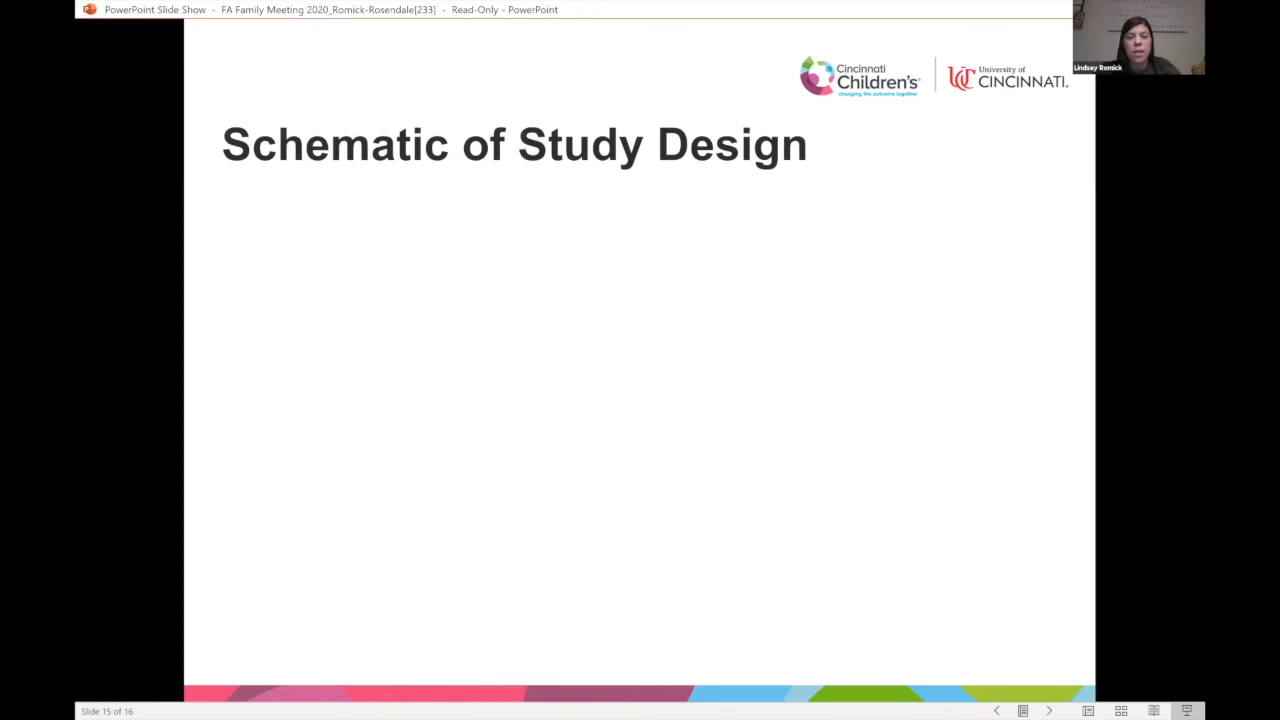 PowerPoint Slide Show - FA Family Meeting 2020_Romick-Rosendale[233] - Read-Only - PowerPoint
Lindsey Romick
Cincinnati
Children's
changing the outcome together
University of
CINCINNATI
Schematic of Study Design
Slide 15 of 16